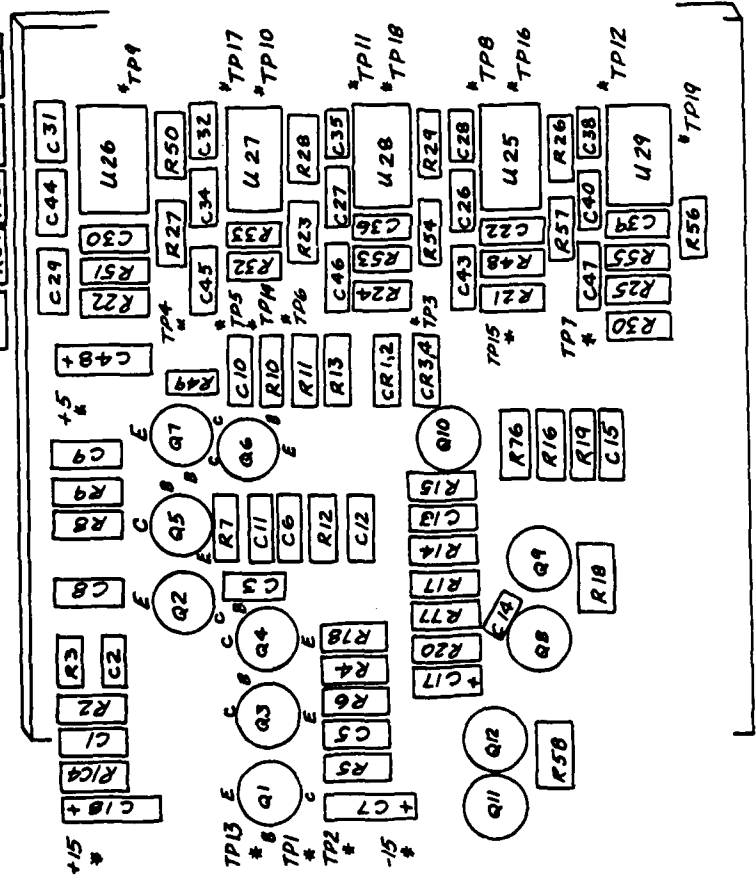 C31
C44
C29
U26
*TP9
C30
R51
R22
C48+
+5
*
C9
R9
R8
C8
R3
C2
R2
C1
R1C4
C18+
+15
*
R50
R27
TP4
*
C32
C34
C45
*TP17
*TP10
U27
R33
R32
*TP5
*TP14
*TP6
R28
R23
R49
C10
R10
R11
R13
E
Q7
C
C
Q6
B
E
B
B
C
Q5
E
E
Q2
C
R7
C11
C6
R12
C12
C3
B
C
Q4
E
B
C
Q3
E
E
Q1
C
B
TP13
*
TP1
*
TP2
*
-15
*
R78
R4
R6
C5
R5
C7
+
C35
C27
C46
*TP11
*TP18
U28
C36
R53
R24
R29
R54
CR1,2
CR3,4
*TP3
Q10
R15
C13
R14
R17
R77
R20
C17
+
C14
C28
C26
C43
*TP8
*TP16
U25
C22
R48
R21
TP15
*
R26
R57
TP7
*
C38
C40
C47
*TP12
U29
C39
R55
R25
R30
*TP19
R56
R76
R16
R19
C15
Q9
Q8
R18
Q12
Q11
R58